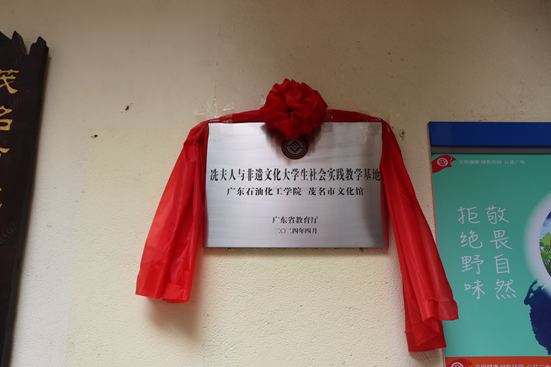 茂名
冼夫人与非遗文化大学生社会实践教学基地
广东石油化工学院 茂名市文化馆
广东省教育厅
二〇二四年四月
敬畏自然
拒绝野味